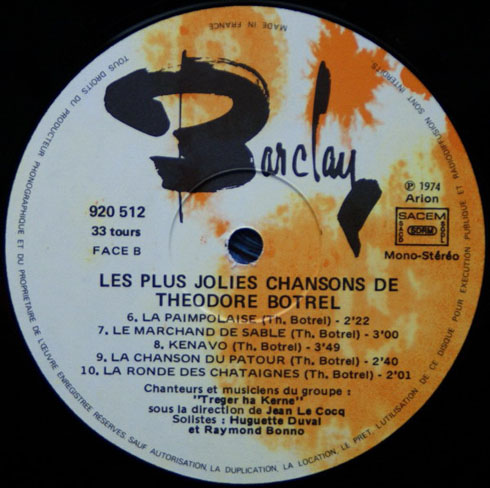 MADE IN FRANCE
Barclay
920 512
33 tours
FACE B
℗ 1974
Arion
SACEM
SACD SDRM SGDL
Mono-Stéréo
LES PLUS JOLIES CHANSONS DE
THEODORE BOTREL
6. LA PAIMPOLAISE (Th. Botrel) - 2'22
7. LE MARCHAND DE SABLE (Th. Botrel) - 3'00
8. KENAVO (Th. Botrel) - 3'49
9. LA CHANSON DU PATOUR (Th. Botrel) - 2'40
10. LA RONDE DES CHATAIGNES (Th. Botrel) - 2'01
Chanteurs et musiciens du groupe :
"Treger ha Kerne"
sous la direction de Jean Le Cocq
Solistes : Huguette Duval
et Raymond Bonno
TOUS DROITS DU PRODUCTEUR PHONOGRAPHIQUE ET DU PROPRIETAIRE DE L'ŒUVRE ENREGISTREE RESERVES. SAUF AUTORISATION, LA DUPLICATION, LA LOCATION, LE PRET, L'UTILISATION DE CE DISQUE POUR EXECUTION PUBLIQUE ET RADIODIFFUSION SONT INTERDITS